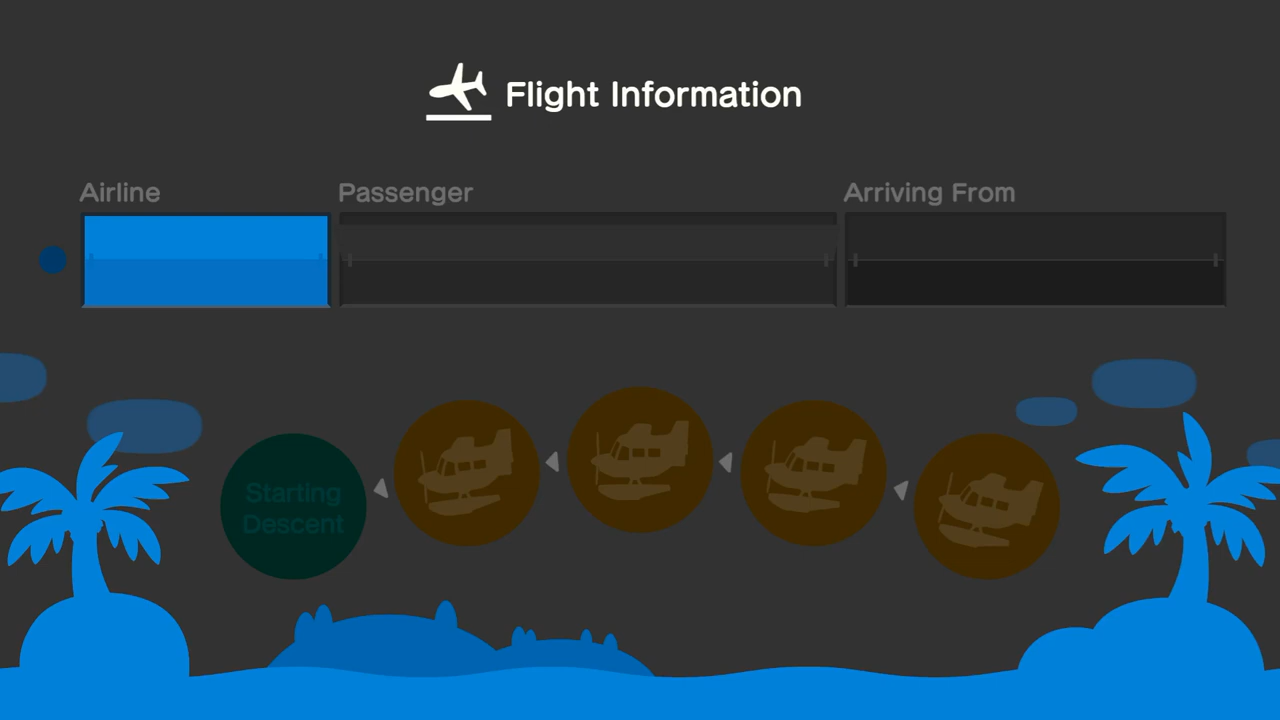 Flight Information
Airline
Passenger
Arriving From
Starting
Descent